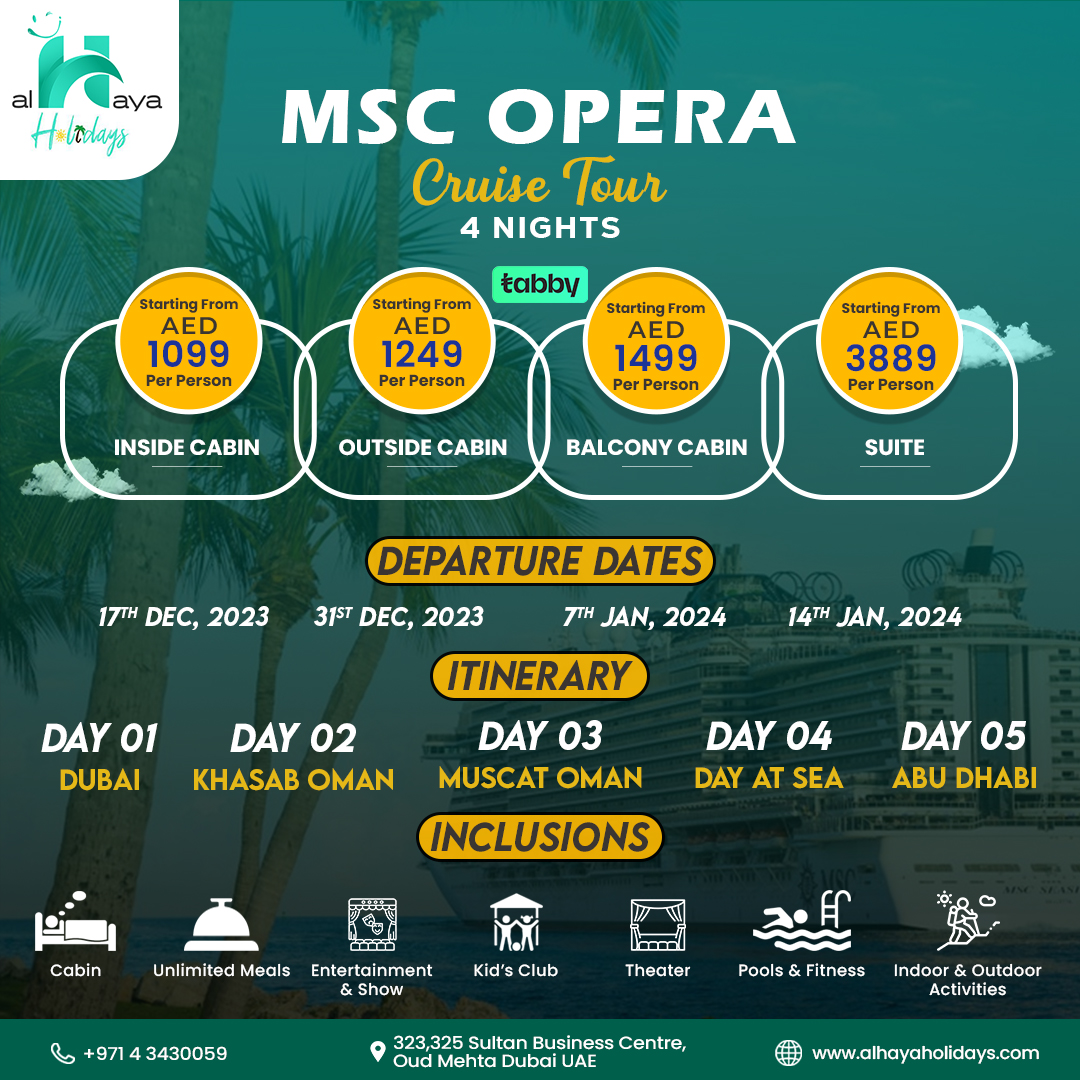 al Haya
Holidays
MSC OPERA
Cruise Tour
4 NIGHTS
tabby
Starting From
AED
1099
Per Person
INSIDE CABIN
Starting From
AED
1249
Per Person
OUTSIDE CABIN
Starting From
AED
1499
Per Person
BALCONY CABIN
Starting From
AED
3889
Per Person
SUITE
DEPARTURE DATES
17TH DEC, 2023
31ST DEC, 2023
7TH JAN, 2024
14TH JAN, 2024
ITINERARY
DAY 01
DUBAI
DAY 02
KHASAB OMAN
DAY 03
MUSCAT OMAN
DAY 04
DAY AT SEA
DAY 05
ABU DHABI
INCLUSIONS
MSC
Cabin
Unlimited Meals
Entertainment
& Show
Kid's Club
Theater
Pools & Fitness
Indoor & Outdoor
Activities
+971 4 3430059
323,325 Sultan Business Centre,
Oud Mehta Dubai UAE
www.alhayaholidays.com